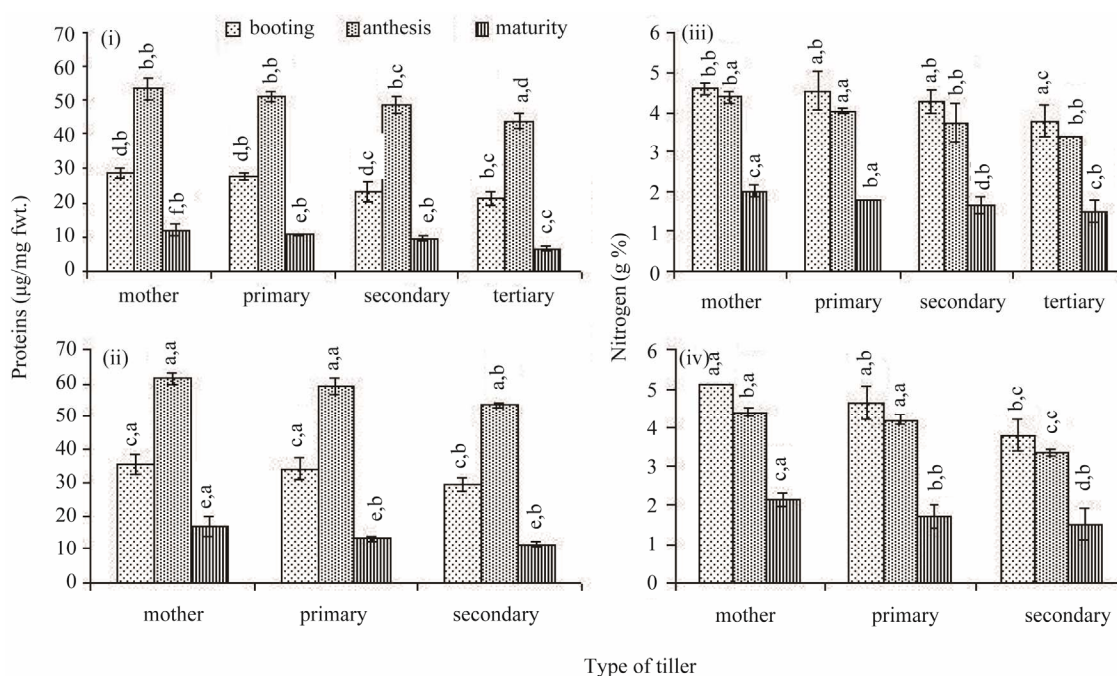 Proteins (µg/mg fwt.)
(i)
booting anthesis maturity
70
60
50
40
30
20
10
0
d,b b,b f,b d,b b,b e,b d,c b,c e,b b,c a,d c,c
mother primary secondary tertiary
(ii)
70
60
50
40
30
20
10
0
c,a a,a e,a c,a a,a e,b c,b a,b e,b
mother primary secondary
Nitrogen (g %)
(iii)
6
5
4
3
2
1
0
b,b b,a c,a a,b a,a b,a a,b b,b d,b a,c b,b c,b
mother primary secondary tertiary
(iv)
6
5
4
3
2
1
0
a,a b,a c,a a,b a,a b,b b,c c,c d,b
mother primary secondary
Type of tiller